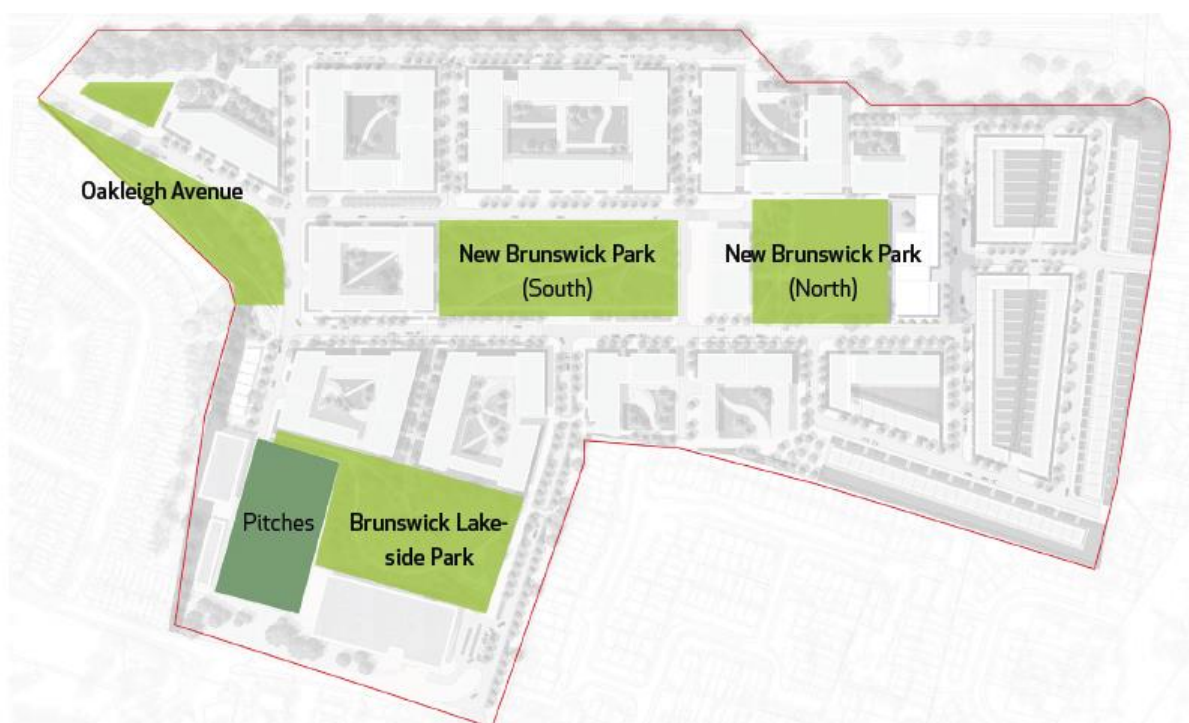 Oakleigh Avenue
New Brunswick Park
(South)
New Brunswick Park
(North)
Pitches
Brunswick Lake-
side Park